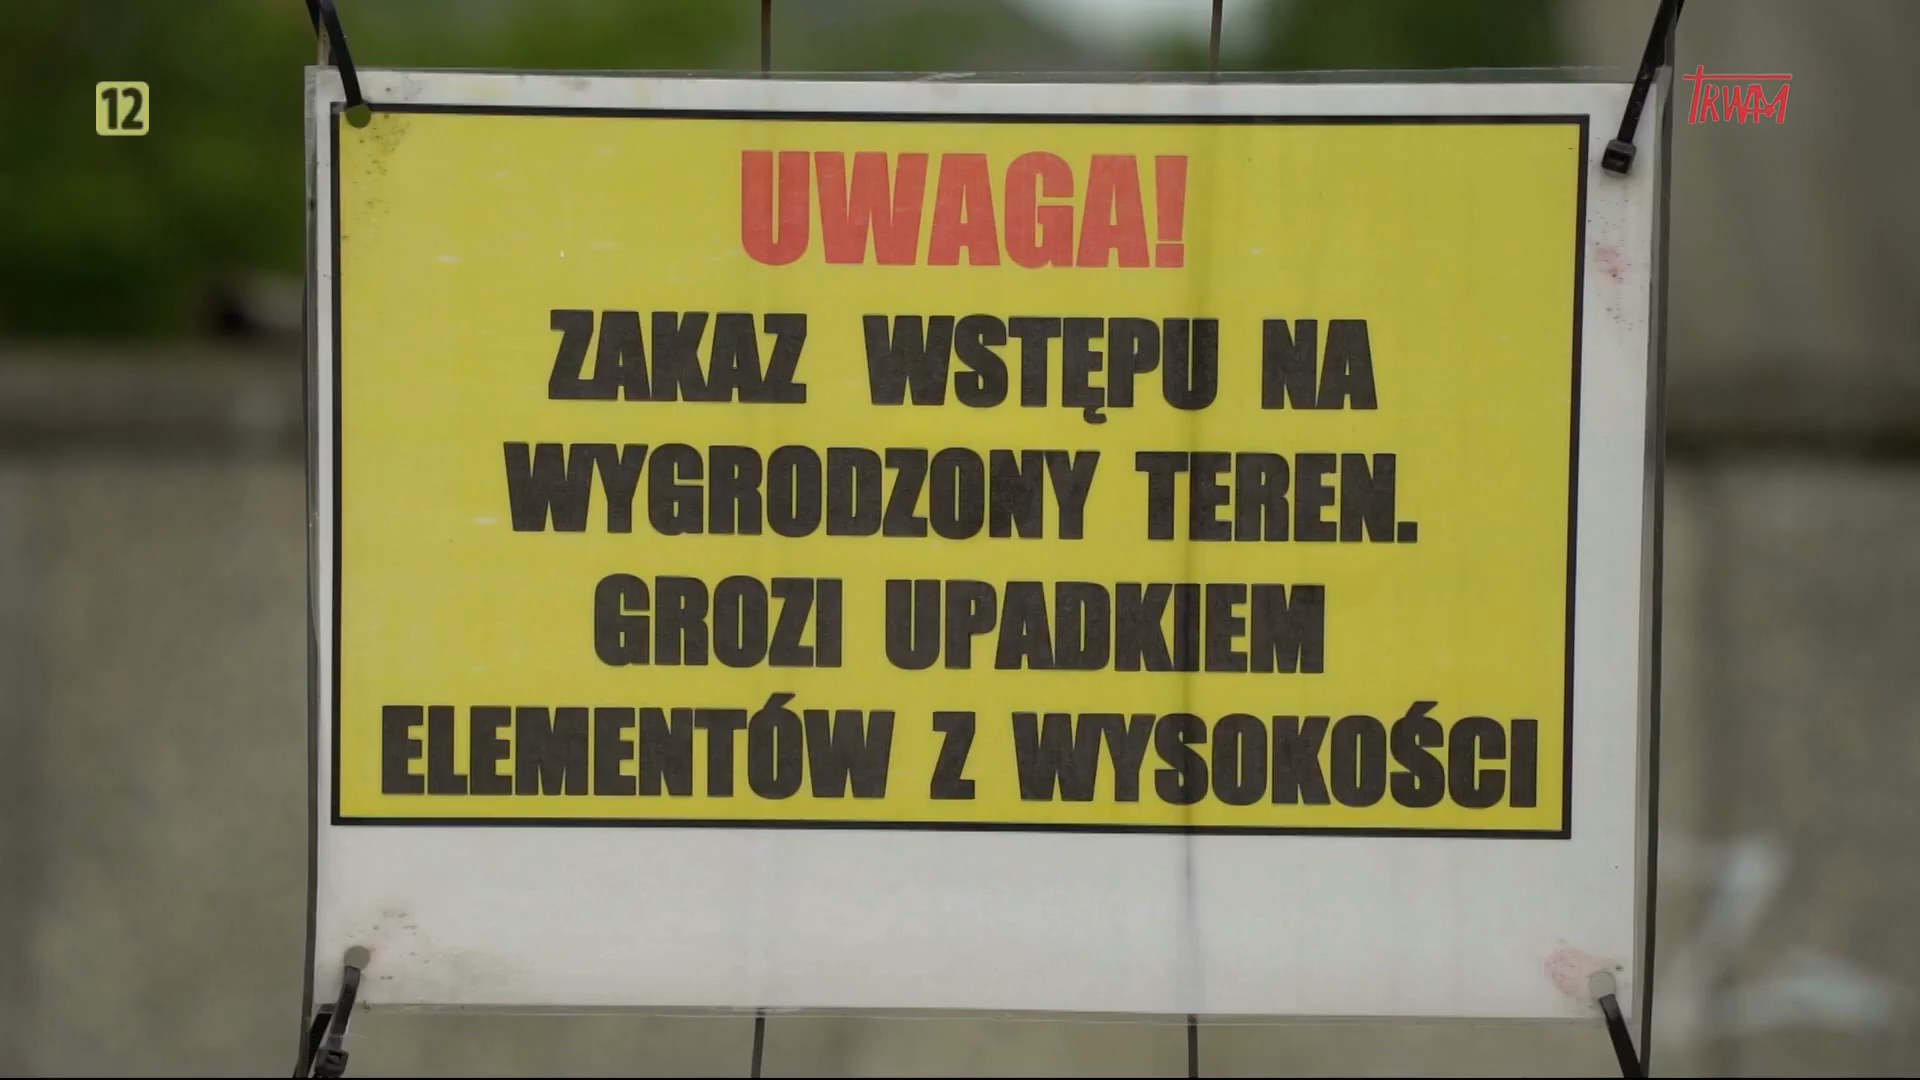 12
TRWAM
UWAGA!
ZAKAZ WSTĘPU NA
WYGRODZONY TEREN.
GROZI UPADKIEM
ELEMENTÓW Z WYSOKOŚCI